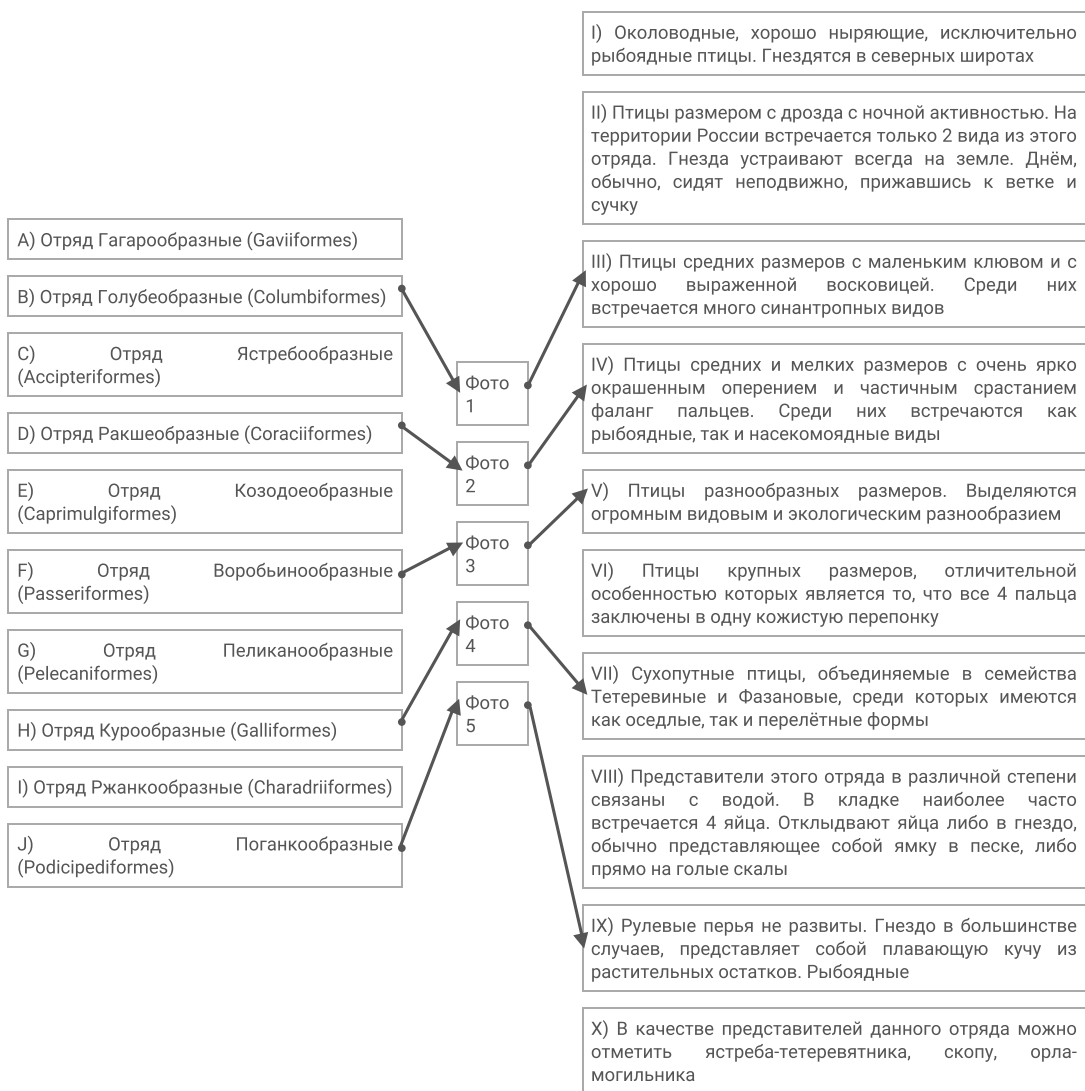 A) Отряд Гагарообразные (Gaviiformes)
B) Отряд Голубеобразные (Columbiformes)
C) Отряд Ястребообразные
(Accipteriformes)
D) Отряд Ракшеобразные (Coraciiformes)
E) Отряд Козодоеобразные
(Caprimulgiformes)
F) Отряд Воробьинообразные
(Passeriformes)
G) Отряд Пеликанообразные
(Pelecaniformes)
H) Отряд Курообразные (Galliformes)
I) Отряд Ржанкообразные (Charadriiformes)
J) Отряд Поганкообразные
(Podicipediformes)
Фото
1
Фото
2
Фото
3
Фото
4
Фото
5
I) Околоводные, хорошо ныряющие, исключительно
рыбоядные птицы. Гнездятся в северных широтах
II) Птицы размером с дрозда с ночной активностью. На
территории России встречается только 2 вида из этого
отряда. Гнезда устраивают всегда на земле. Днём,
обычно, сидят неподвижно, прижавшись к ветке и
сучку
III) Птицы средних размеров с маленьким клювом и с
хорошо выраженной восковицей. Среди них
встречается много синантропных видов
IV) Птицы средних и мелких размеров с очень ярко
окрашенным оперением и частичным срастанием
фаланг пальцев. Среди них встречаются как
рыбоядные, так и насекомоядные виды
V) Птицы разнообразных размеров. Выделяются
огромным видовым и экологическим разнообразием
VI) Птицы крупных размеров, отличительной
особенностью которых является то, что все 4 пальца
заключены в одну кожистую перепонку
VII) Сухопутные птицы, объединяемые в семейства
Тетеревиные и Фазановые, среди которых имеются
как оседлые, так и перелётные формы
VIII) Представители этого отряда в различной степени
связаны с водой. В кладке наиболее часто
встречается 4 яйца. Отклыдвают яйца либо в гнездо,
обычно представляющее собой ямку в песке, либо
прямо на голые скалы
IX) Рулевые перья не развиты. Гнездо в большинстве
случаев, представляет собой плавающую кучу из
растительных остатков. Рыбоядные
X) В качестве представителей данного отряда можно
отметить ястреба-тетеревятника, скопу, орла-
могильника